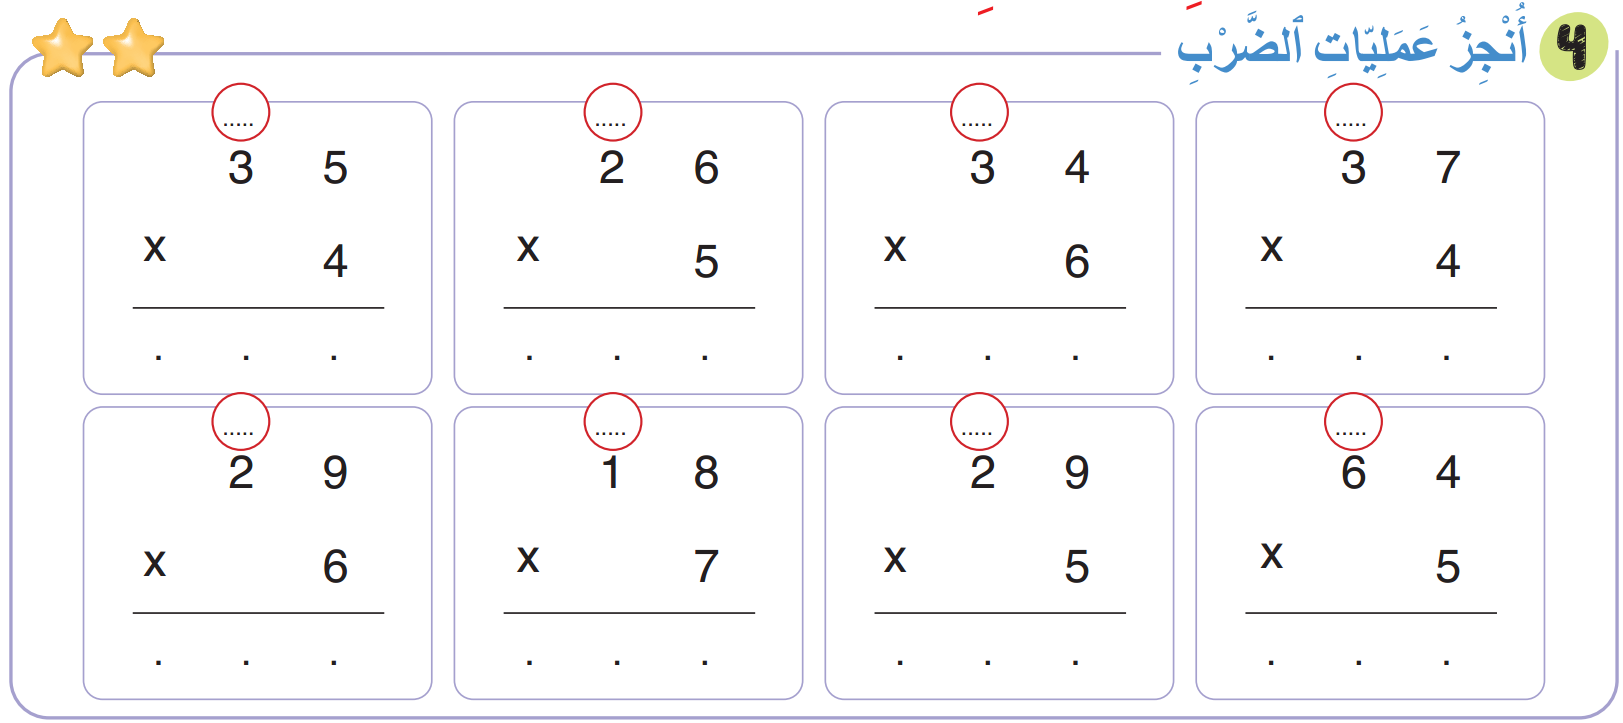 4 أُنْجِزُ عَمَلِيَّاتِ ٱلضَّرْبِ
..... ..... ..... .....
3 5 2 6 3 4 3 7
x 4 x 5 x 6 x 4
. . . . . . . . . . . .
..... ..... ..... .....
2 9 1 8 2 9 6 4
x 6 x 7 x 5 x 5
. . . . . . . . . . . .